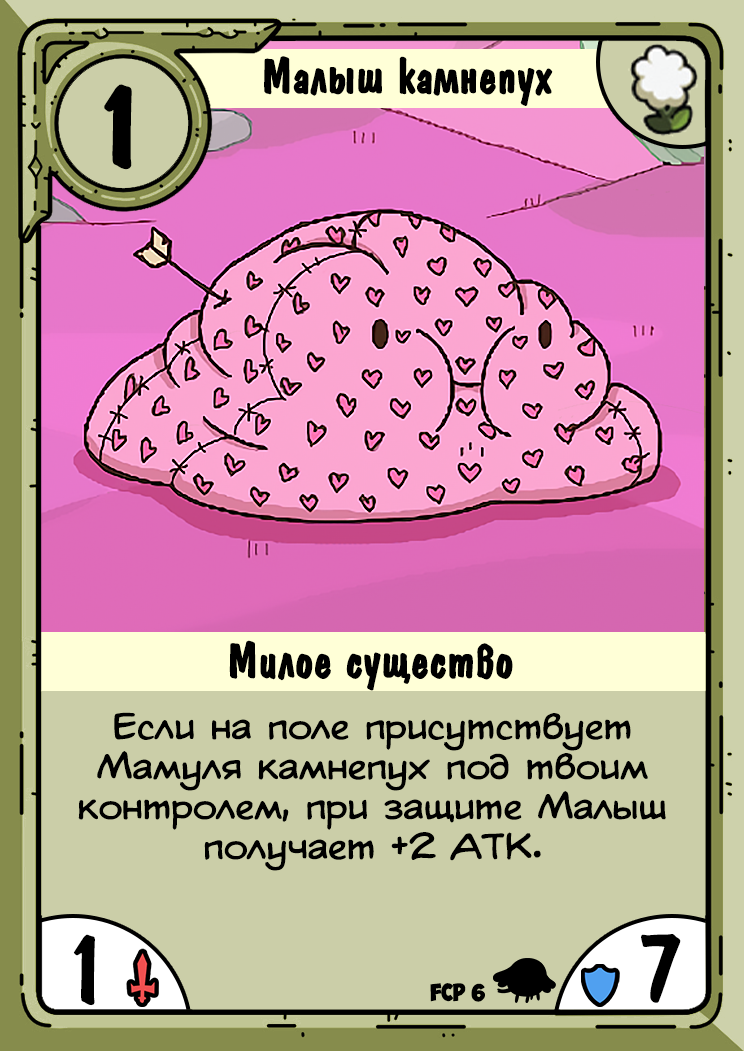 1
Малыш камнепух
Милое существо
Если на поле присутствует
Мамуля камнепух под твоим
контролем, при защите Малыш
получает +2 АТК.
1
FCP 6
7